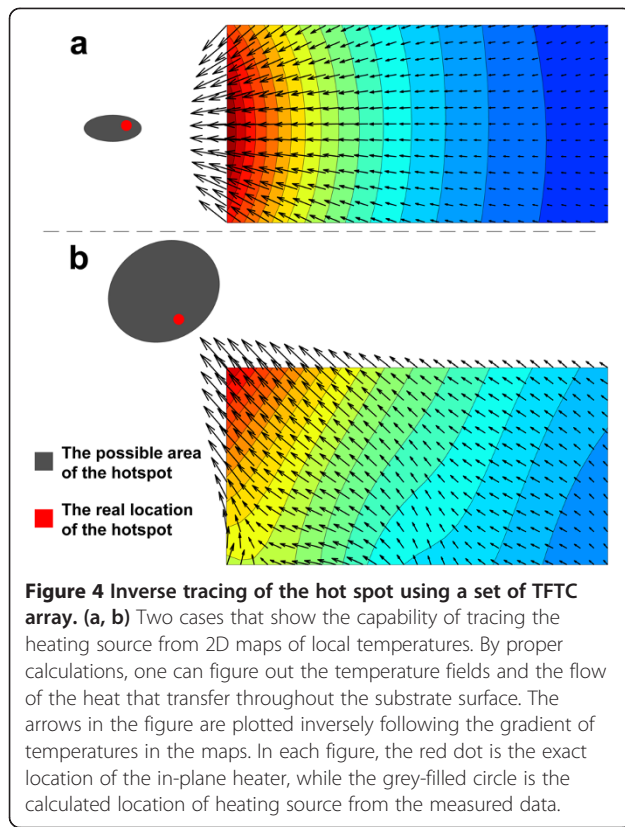 a
b
The possible area
of the hotspot
The real location
of the hotspot
Figure 4 Inverse tracing of the hot spot using a set of TFTC
array. (a, b) Two cases that show the capability of tracing the
heating source from 2D maps of local temperatures. By proper
calculations, one can figure out the temperature fields and the flow
of the heat that transfer throughout the substrate surface. The
arrows in the figure are plotted inversely following the gradient of
temperatures in the maps. In each figure, the red dot is the exact
location of the in-plane heater, while the grey-filled circle is the
calculated location of heating source from the measured data.